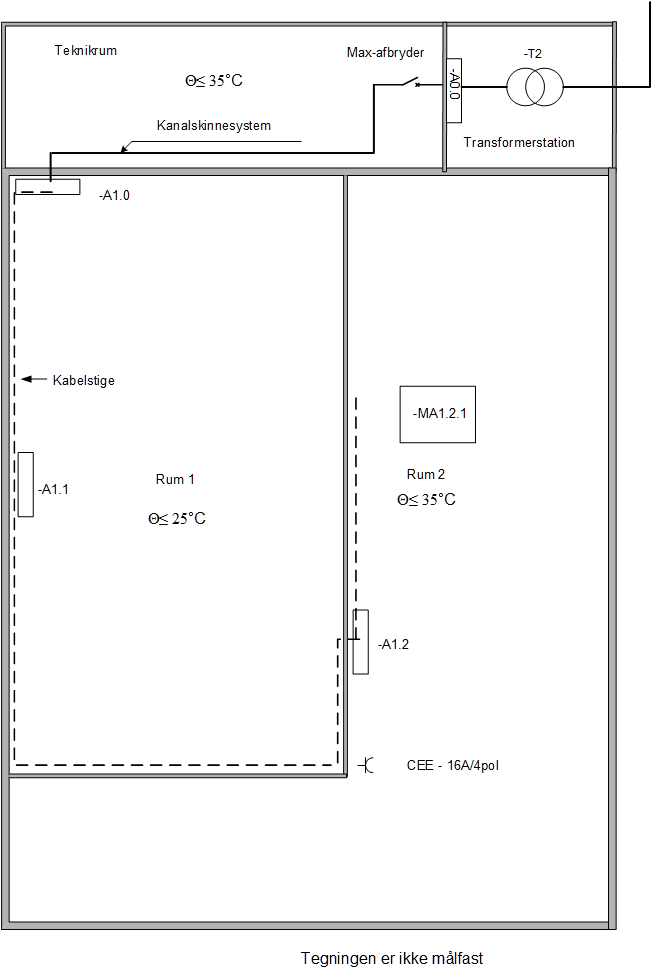 Teknikrum
Max-afbryder
-T2
Θ≤ 35°C
-A0.0
Kanalskinnesystem
Transformerstation
-A1.0
Kabelstige
-MA1.2.1
Rum 1
Rum 2
-A1.1
Θ≤ 35°C
Θ≤ 25°C
-A1.2
CEE - 16A/4pol
Tegningen er ikke målfast